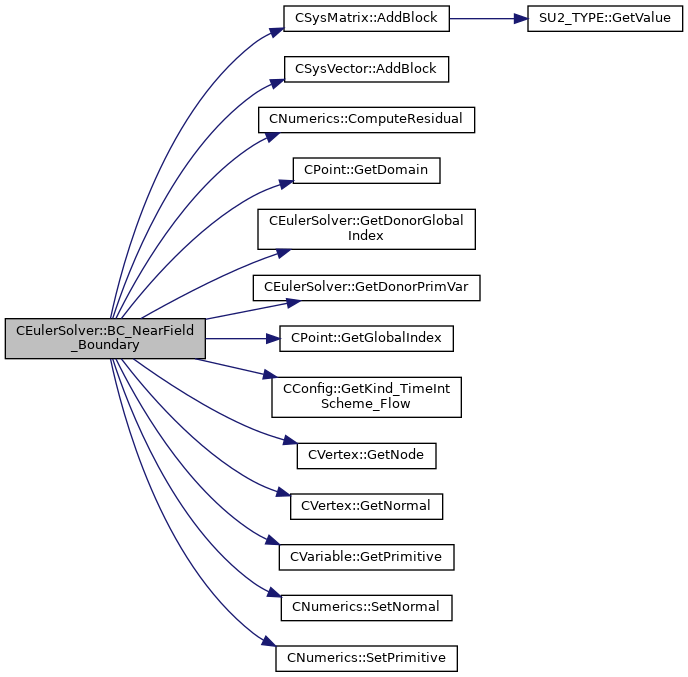 CSysMatrix::AddBlock
SU2_TYPE::GetValue
CSysVector::AddBlock
CNumerics::ComputeResidual
CPoint::GetDomain
CEulerSolver::GetDonorGlobal
Index
CEulerSolver::GetDonorPrimVar
CEulerSolver::BC_NearField
_Boundary
CPoint::GetGlobalIndex
CConfig::GetKind_TimeInt
Scheme_Flow
CVertex::GetNode
CVertex::GetNormal
CVariable::GetPrimitive
CNumerics::SetNormal
CNumerics::SetPrimitive